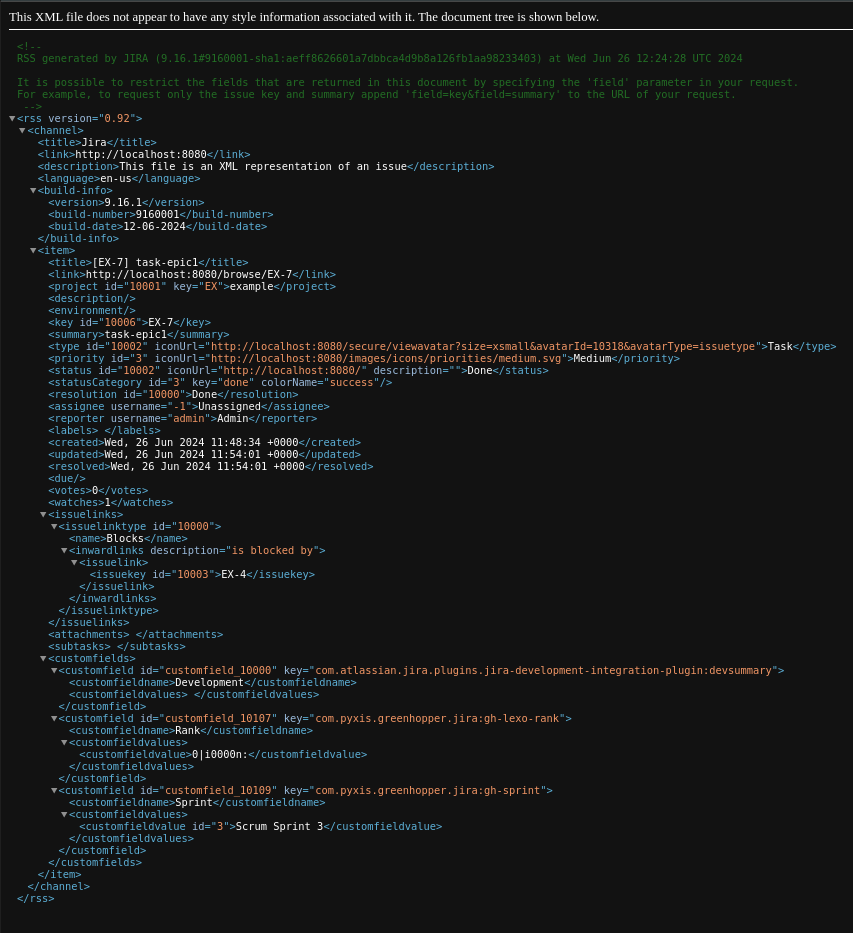 This XML file does not appear to have any style information associated with it. The document tree is shown below.
<!--
RSS generated by JIRA (9.16.1#9160001-sha1:aeff8626601a7dbbca4d9b8a126fb1aa98233403) at Wed Jun 26 12:24:28 UTC 2024
It is possible to restrict the fields that are returned in this document by specifying the 'field' parameter in your request.
For example, to request only the issue key and summary append 'field=key&field=summary' to the URL of your request.
-->
<rss version="0.92">
<channel>
<title>Jira</title>
<link>http://localhost:8080</link>
<description>This file is an XML representation of an issue</description>
<language>en-us</language>
<build-info>
<version>9.16.1</version>
<build-number>9160001</build-number>
<build-date>12-06-2024</build-date>
</build-info>
<item>
<title>[EX-7] task-epic1</title>
<link>http://localhost:8080/browse/EX-7</link>
<project id="10001" key="EX">example</project>
<description/>
<environment/>
<key id="10006">EX-7</key>
<summary>task-epic1</summary>
<type id="10002" iconUrl="http://localhost:8080/secure/viewavatar?size=xsmall&avatarId=10318&avatarType=issuetype">Task</type>
<priority id="3" iconUrl="http://localhost:8080/images/icons/priorities/medium.svg">Medium</priority>
<status id="10002" iconUrl="http://localhost:8080/" description="">Done</status>
<statusCategory id="3" key="done" colorName="success"/>
<resolution id="10000">Done</resolution>
<assignee username="-1">Unassigned</assignee>
<reporter username="admin">Admin</reporter>
<labels> </labels>
<created>Wed, 26 Jun 2024 11:48:34 +0000</created>
<updated>Wed, 26 Jun 2024 11:54:01 +0000</updated>
<resolved>Wed, 26 Jun 2024 11:54:01 +0000</resolved>
<due/>
<votes>0</votes>
<watches>1</watches>
<issuelinks>
<issuelinktype id="10000">
<name>Blocks</name>
<inwardlinks description="is blocked by">
<issuelink>
<issuekey id="10003">EX-4</issuekey>
</issuelink>
</inwardlinks>
</issuelinktype>
</issuelinks>
<attachments> </attachments>
<subtasks> </subtasks>
<customfields>
<customfield id="customfield_10000" key="com.atlassian.jira.plugins.jira-development-integration-plugin:devsummary">
<customfieldname>Development</customfieldname>
<customfieldvalues> </customfieldvalues>
</customfield>
<customfield id="customfield_10107" key="com.pyxis.greenhopper.jira:gh-lexo-rank">
<customfieldname>Rank</customfieldname>
<customfieldvalues>
<customfieldvalue>0|i0000n:</customfieldvalue>
</customfieldvalues>
</customfield>
<customfield id="customfield_10109" key="com.pyxis.greenhopper.jira:gh-sprint">
<customfieldname>Sprint</customfieldname>
<customfieldvalues>
<customfieldvalue id="3">Scrum Sprint 3</customfieldvalue>
</customfieldvalues>
</customfield>
</customfields>
</item>
</channel>
</rss>